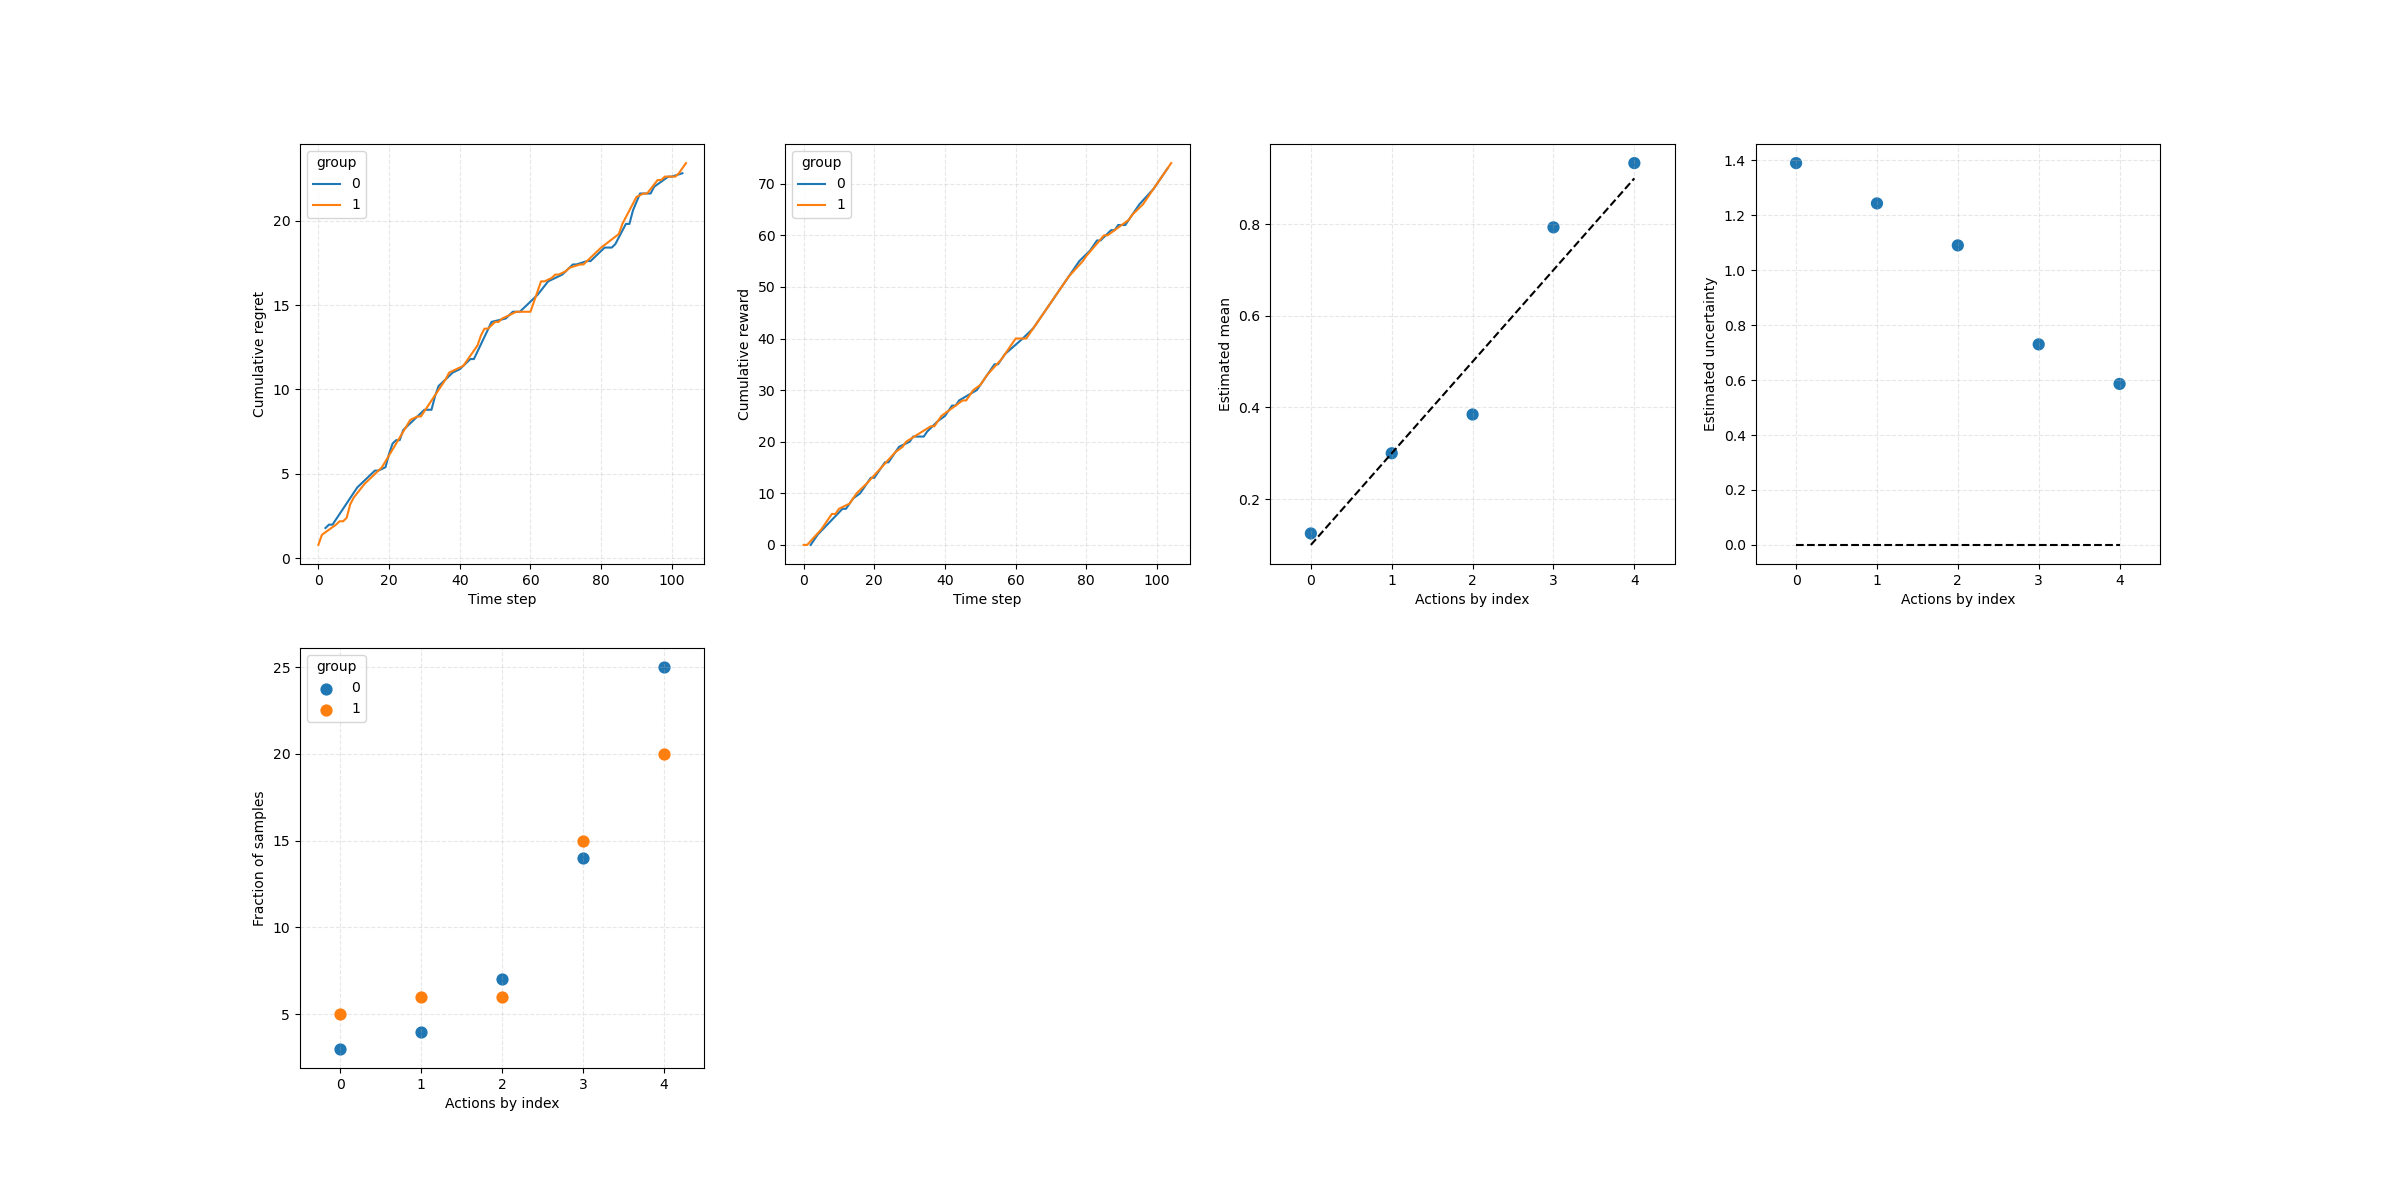 Cumulative regret
20
15
10
5
0
group
0
1
0 20 40 60 80 100
Time step
Cumulative reward
70
60
50
40
30
20
10
0
group
0
1
0 20 40 60 80 100
Time step
Estimated mean
0.8
0.6
0.4
0.2
0 1 2 3 4
Actions by index
Estimated uncertainty
1.4
1.2
1.0
0.8
0.6
0.4
0.2
0.0
0 1 2 3 4
Actions by index
Fraction of samples
25
20
15
10
5
group
0
1
0 1 2 3 4
Actions by index